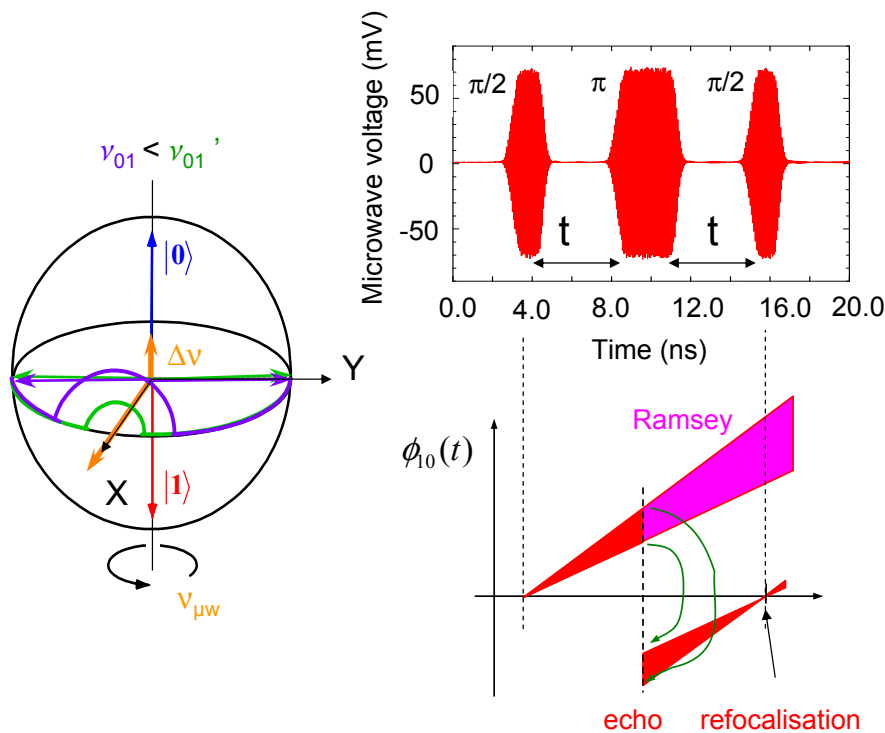 ν01 < ν01 ’
|0⟩
Δν
Y
X
|1⟩
νμw
Microwave voltage (mV)
50
0
-50
π/2
π
π/2
t
t
0.0
4.0
8.0
12.0
16.0
20.0
Time (ns)
ϕ10(t)
Ramsey
echo
refocalisation